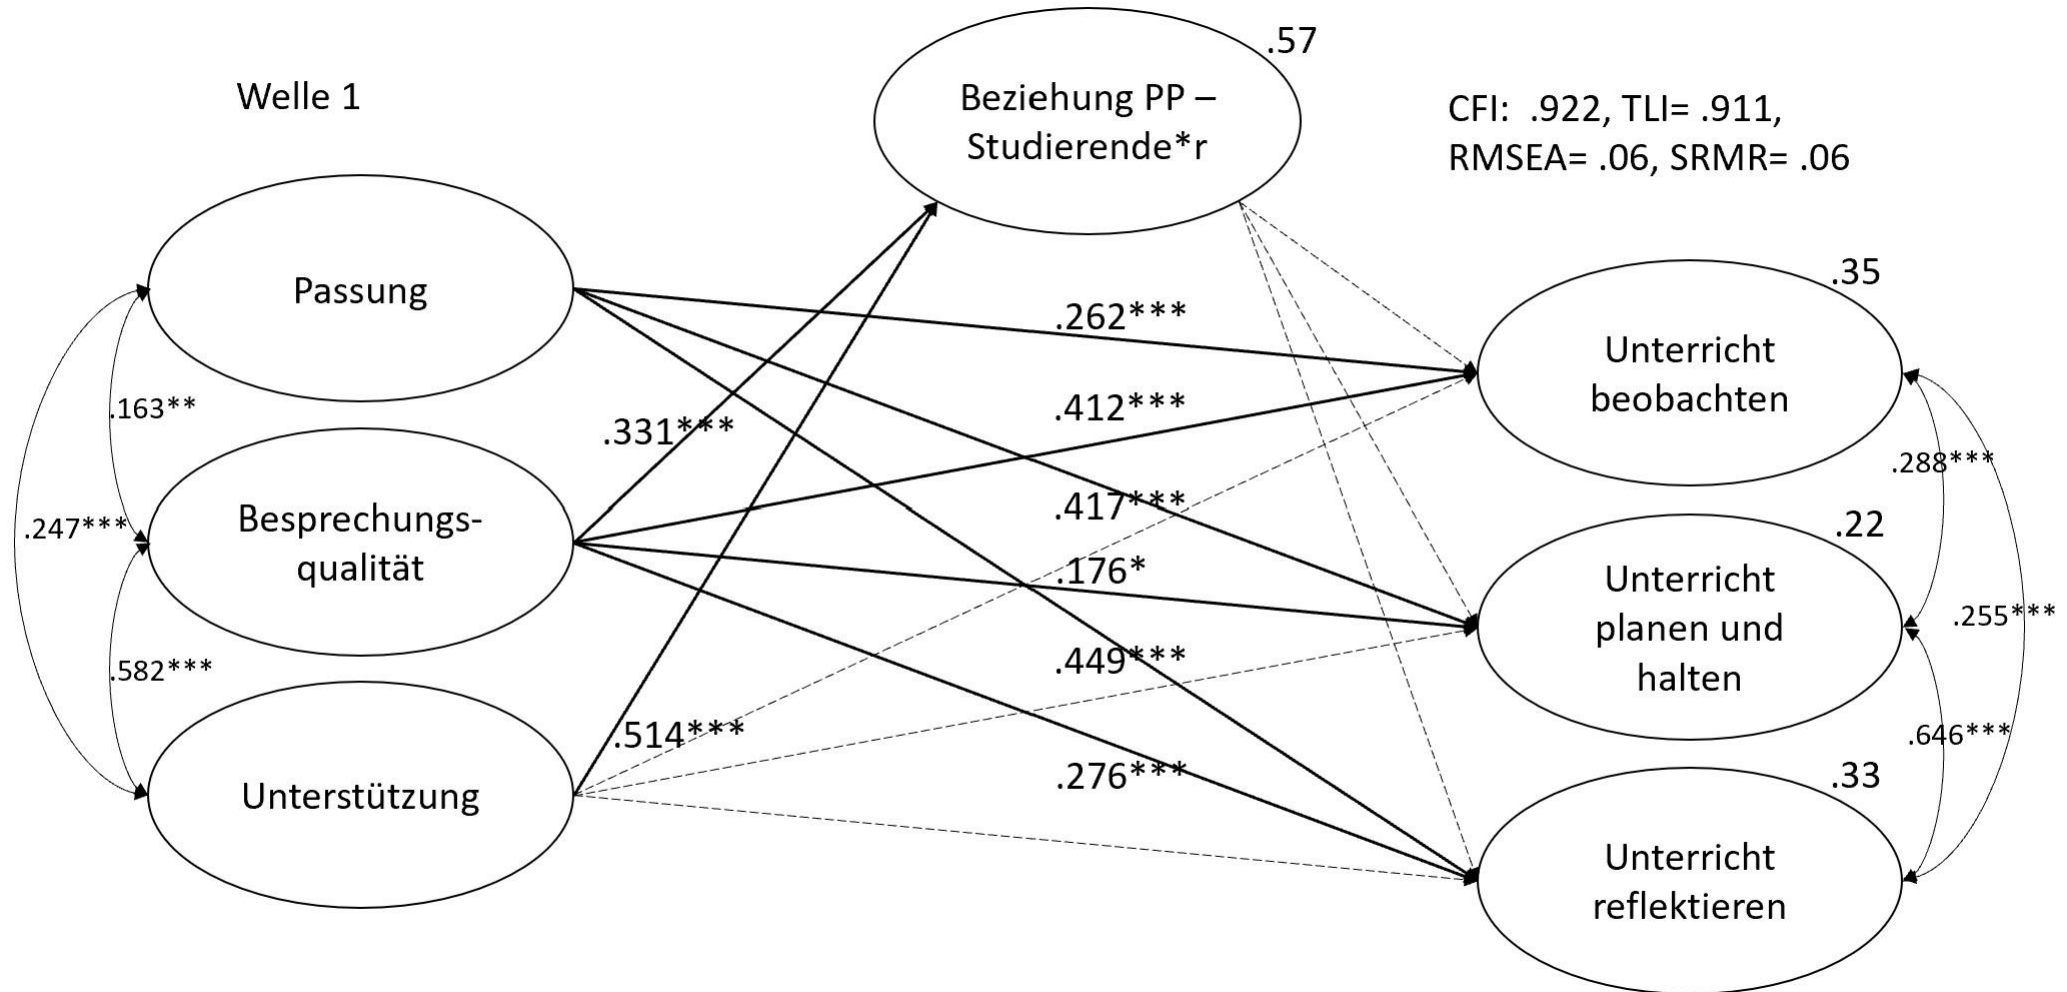 .57
Welle 1
Beziehung PP –
Studierende*r
CFI:  .922, TLI= .911,
RMSEA= .06, SRMR= .06
Passung
.262***
.35
Unterricht
beobachten
.163**
.331***
.412***
.288***
.247***
Besprechungs-
qualität
.417***
.176*
.22
Unterricht
planen und
halten
.255***
.582***
.449***
.514***
.646***
Unterstützung
.276***
.33
Unterricht
reflektieren